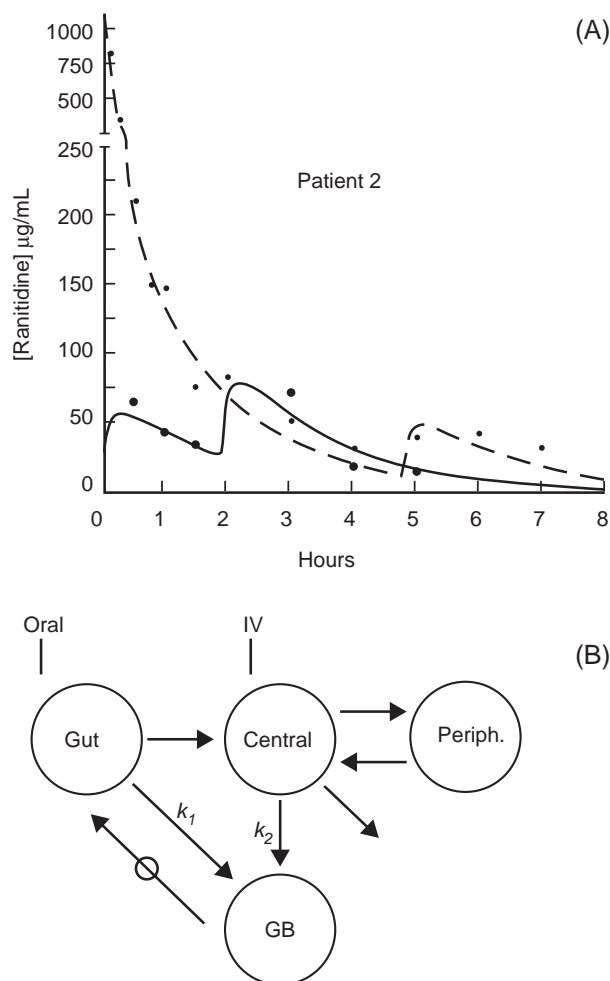 (A)
1000
750
500
250
200
150
100
50
0
[Ranitidine] µg/mL
Patient 2
0 1 2 3 4 5 6 7 8
Hours
(B)
Oral IV
Gut Central Periph.
k1 k2
GB